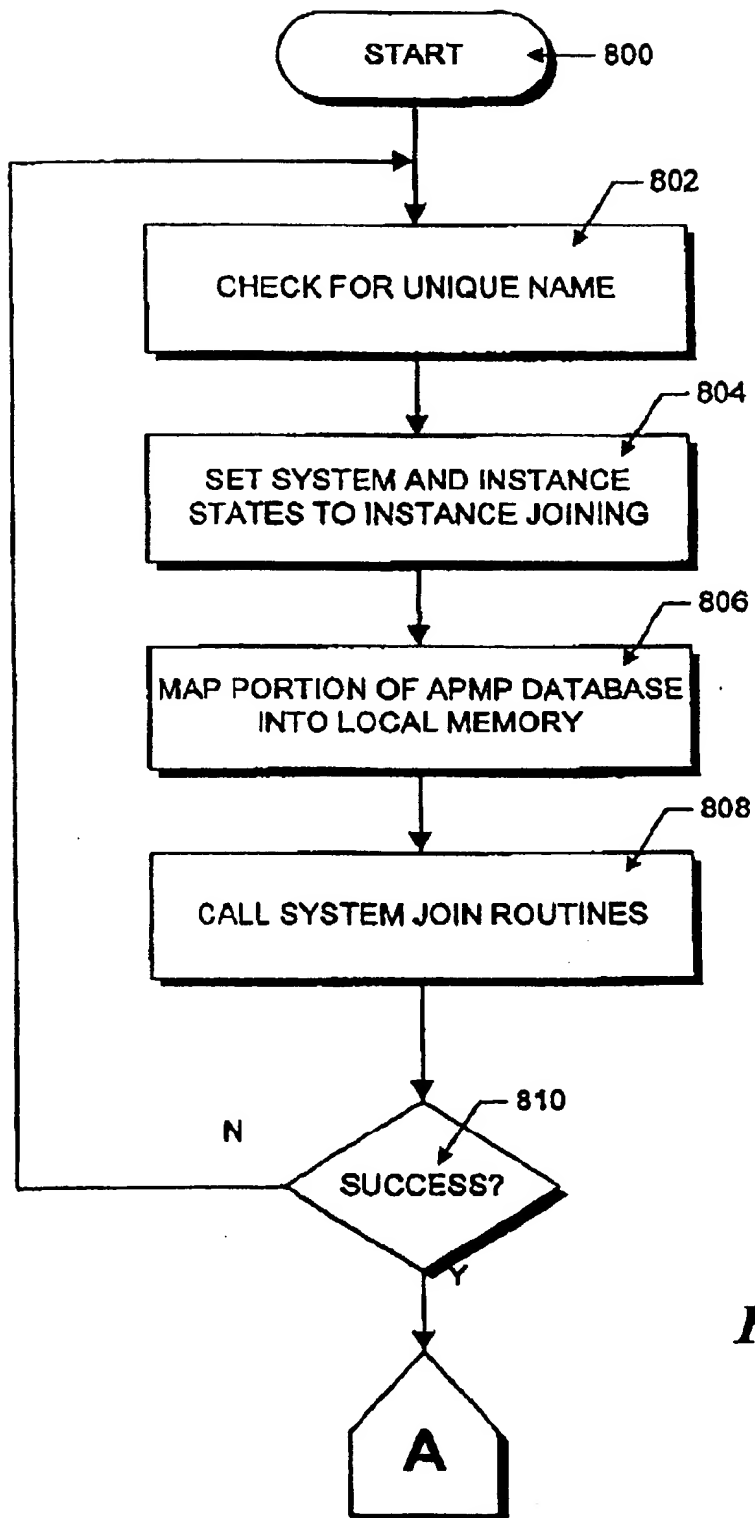 START
800
802
CHECK FOR UNIQUE NAME
804
SET SYSTEM AND INSTANCE
STATES TO INSTANCE JOINING
806
MAP PORTION OF APMP DATABASE
INTO LOCAL MEMORY
808
CALL SYSTEM JOIN ROUTINES
810
N
SUCCESS?
Y
A